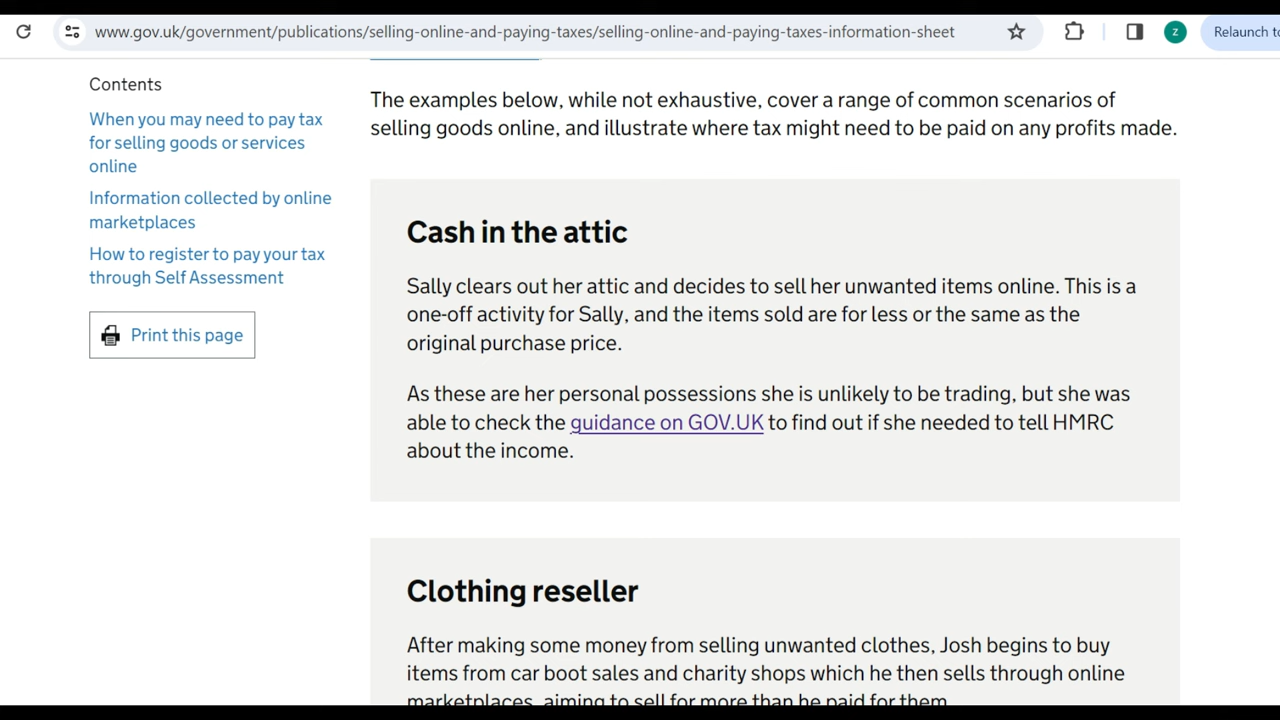 www.gov.uk/government/publications/selling-online-and-paying-taxes/selling-online-and-paying-taxes-information-sheet
z
Relaunch to
Contents
When you may need to pay tax
for selling goods or services
online
Information collected by online
marketplaces
How to register to pay your tax
through Self Assessment
Print this page
The examples below, while not exhaustive, cover a range of common scenarios of
selling goods online, and illustrate where tax might need to be paid on any profits made.
Cash in the attic
Sally clears out her attic and decides to sell her unwanted items online. This is a
one-off activity for Sally, and the items sold are for less or the same as the
original purchase price.
As these are her personal possessions she is unlikely to be trading, but she was
able to check the guidance on GOV.UK to find out if she needed to tell HMRC
about the income.
Clothing reseller
After making some money from selling unwanted clothes, Josh begins to buy
items from car boot sales and charity shops which he then sells through online
marketplaces, aiming to sell for more than he paid for them.